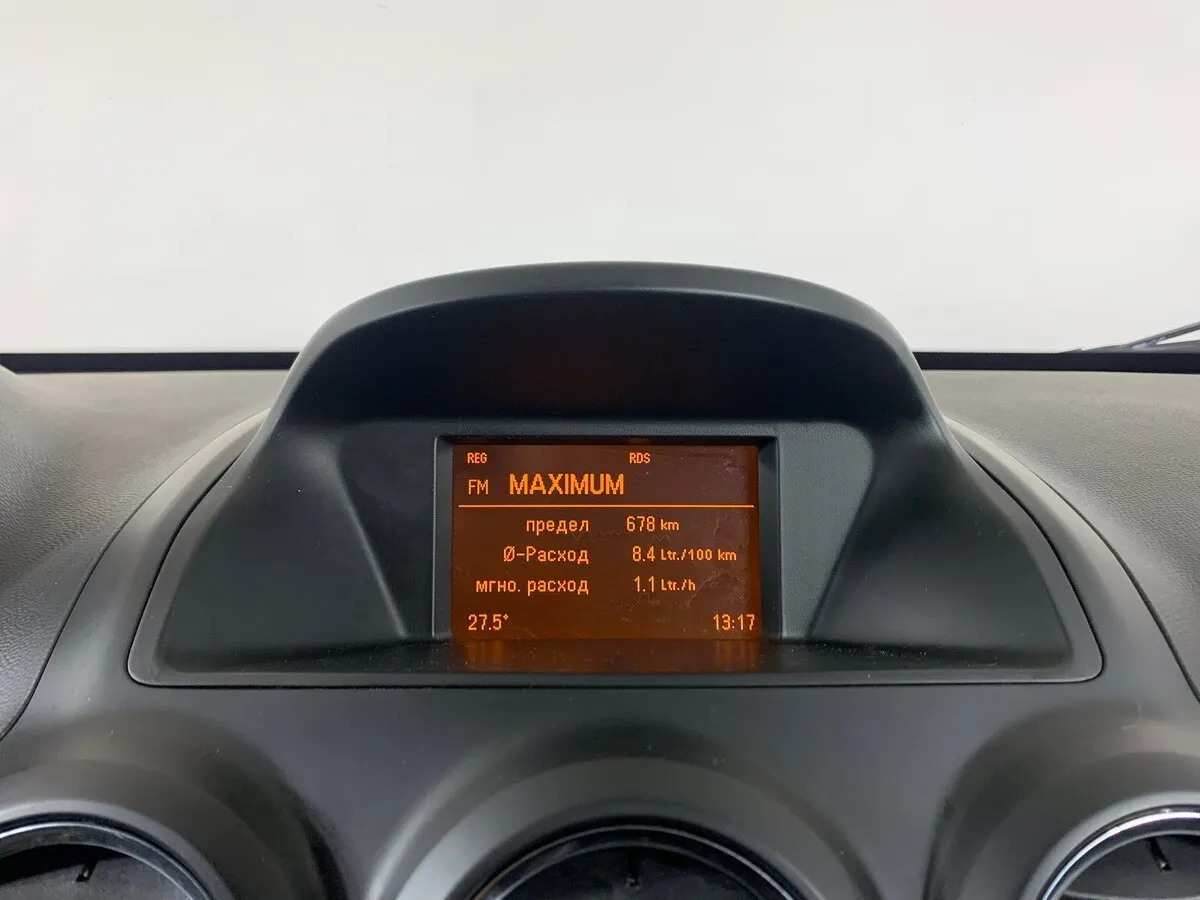 REG RDS
FM MAXIMUM
предел 678 km
Ø-Расход 8.4 Ltr./100 km
мгно. расход 1.1 Ltr./h
27.5° 13:17